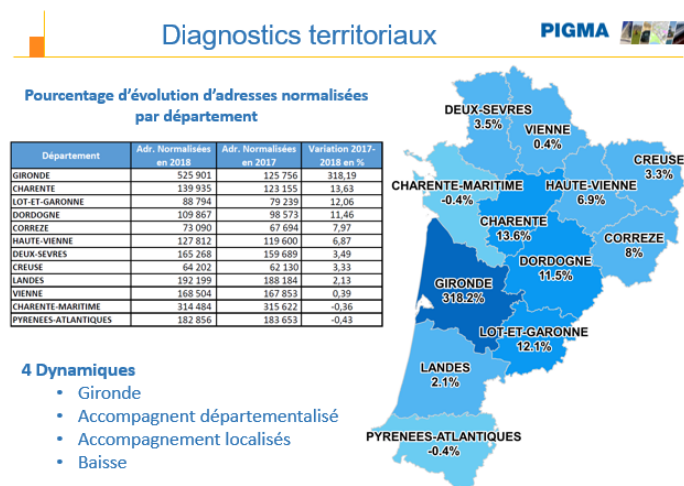 Diagnostics territoriaux
PIGMA
Pourcentage d'évolution d'adresses normalisées
par département
Département Adr. Normalisées en 2018 Adr. Normalisées en 2017 Variation 2017-2018 en %
GIRONDE 525 901 125 756 318,19
CHARENTE 139 935 123 155 13,63
LOT-ET-GARONNE 88 794 79 239 12,06
DORDOGNE 109 867 98 573 11,46
CORREZE 73 090 67 694 7,97
HAUTE-VIENNE 127 812 119 600 6,87
DEUX-SEVRES 165 268 159 689 3,49
CREUSE 64 202 62 130 3,33
LANDES 192 199 188 184 2,13
VIENNE 168 504 167 853 0,39
CHARENTE-MARITIME 314 484 315 622 -0,36
PYRENEES-ATLANTIQUES 182 856 183 653 -0,43
4 Dynamiques
• Gironde
• Accompagnent départementalisé
• Accompagnement localisés
• Baisse
DEUX-SEVRES
3.5%
VIENNE
0.4%
CREUSE
3.3%
CHARENTE-MARITIME
-0.4%
HAUTE-VIENNE
6.9%
CHARENTE
13.6%
CORREZE
8%
DORDOGNE
11.5%
GIRONDE
318.2%
LOT-ET-GARONNE
12.1%
LANDES
2.1%
PYRENEES-ATLANTIQUES
-0.4%